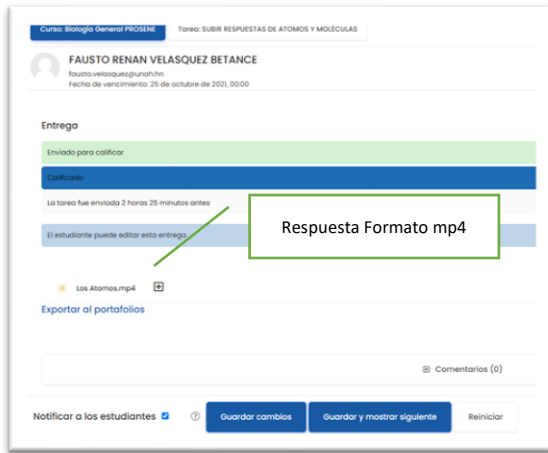 Curso: Biología General PROSENE
Tarea: SUBIR RESPUESTAS DE ATOMOS Y MOLÉCULAS
FAUSTO RENAN VELASQUEZ BETANCE
fausto.velasquez@unah.hn
Fecha de vencimiento: 25 de octubre de 2021, 00:00
Entrega
Enviado para calificar
Calificado
La tarea fue enviada 2 horas 25 minutos antes
Respuesta Formato mp4
El estudiante puede editar esta entrega
Los Atomos.mp4
Exportar al portafolios
Comentarios (0)
Notificar a los estudiantes
Guardar cambios
Guardar y mostrar siguiente
Reiniciar